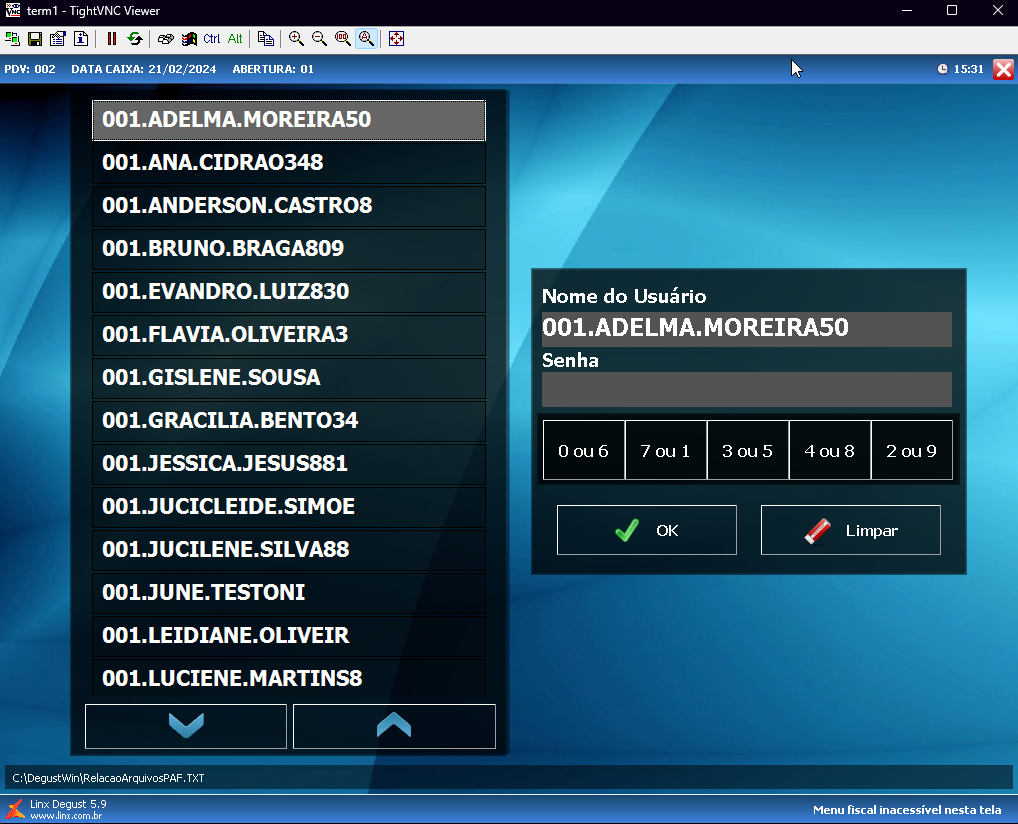 term1 - TightVNC Viewer
Ctrl Alt
PDV: 002 DATA CAIXA: 21/02/2024 ABERTURA: 01 15:31
001.ADELMA.MOREIRA50
001.ANA.CIDRAO348
001.ANDERSON.CASTRO8
001.BRUNO.BRAGA809
001.EVANDRO.LUIZ830
001.FLAVIA.OLIVEIRA3
001.GISLENE.SOUSA
001.GRACILIA.BENTO34
001.JESSICA.JESUS881
001.JUCICLEIDE.SIMOE
001.JUCILENE.SILVA88
001.JUNE.TESTONI
001.LEIDIANE.OLIVEIR
001.LUCIENE.MARTINS8
Nome do Usuário
001.ADELMA.MOREIRA50
Senha
0 ou 6 7 ou 1 3 ou 5 4 ou 8 2 ou 9
OK Limpar
C:\DegustWin\RelacaoArquivosPAF.TXT
Linx Degust 5.9
www.linx.com.br
Menu fiscal inacessível nesta tela